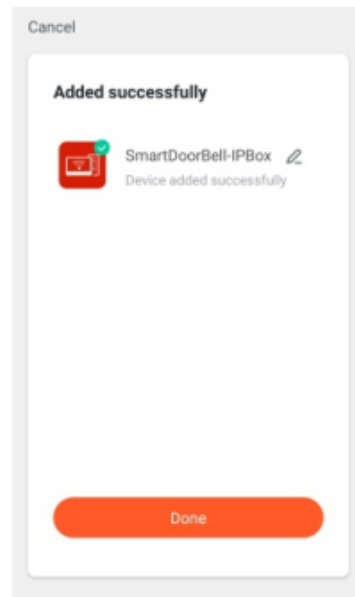 Cancel
Added successfully
SmartDoorBell-IPBox
Device added successfully
Done